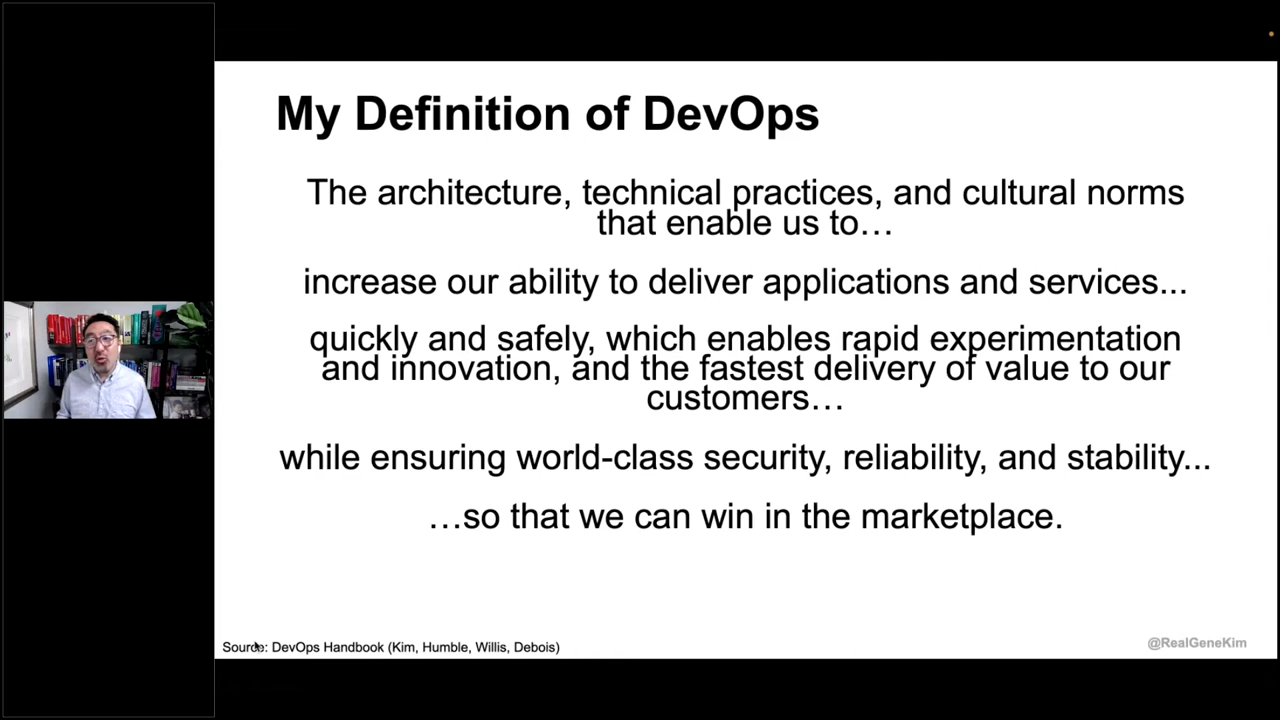 My Definition of DevOps
The architecture, technical practices, and cultural norms
that enable us to…
increase our ability to deliver applications and services...
quickly and safely, which enables rapid experimentation
and innovation, and the fastest delivery of value to our
customers…
while ensuring world-class security, reliability, and stability...
…so that we can win in the marketplace.
Source: DevOps Handbook (Kim, Humble, Willis, Debois)
@RealGeneKim